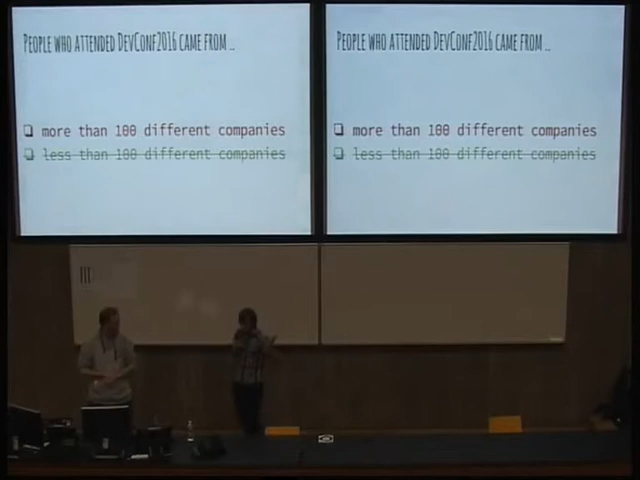 People who attended DevConf2016 came from ..
❏ more than 100 different companies
❏ less than 100 different companies
People who attended DevConf2016 came from ..
❏ more than 100 different companies
❏ less than 100 different companies